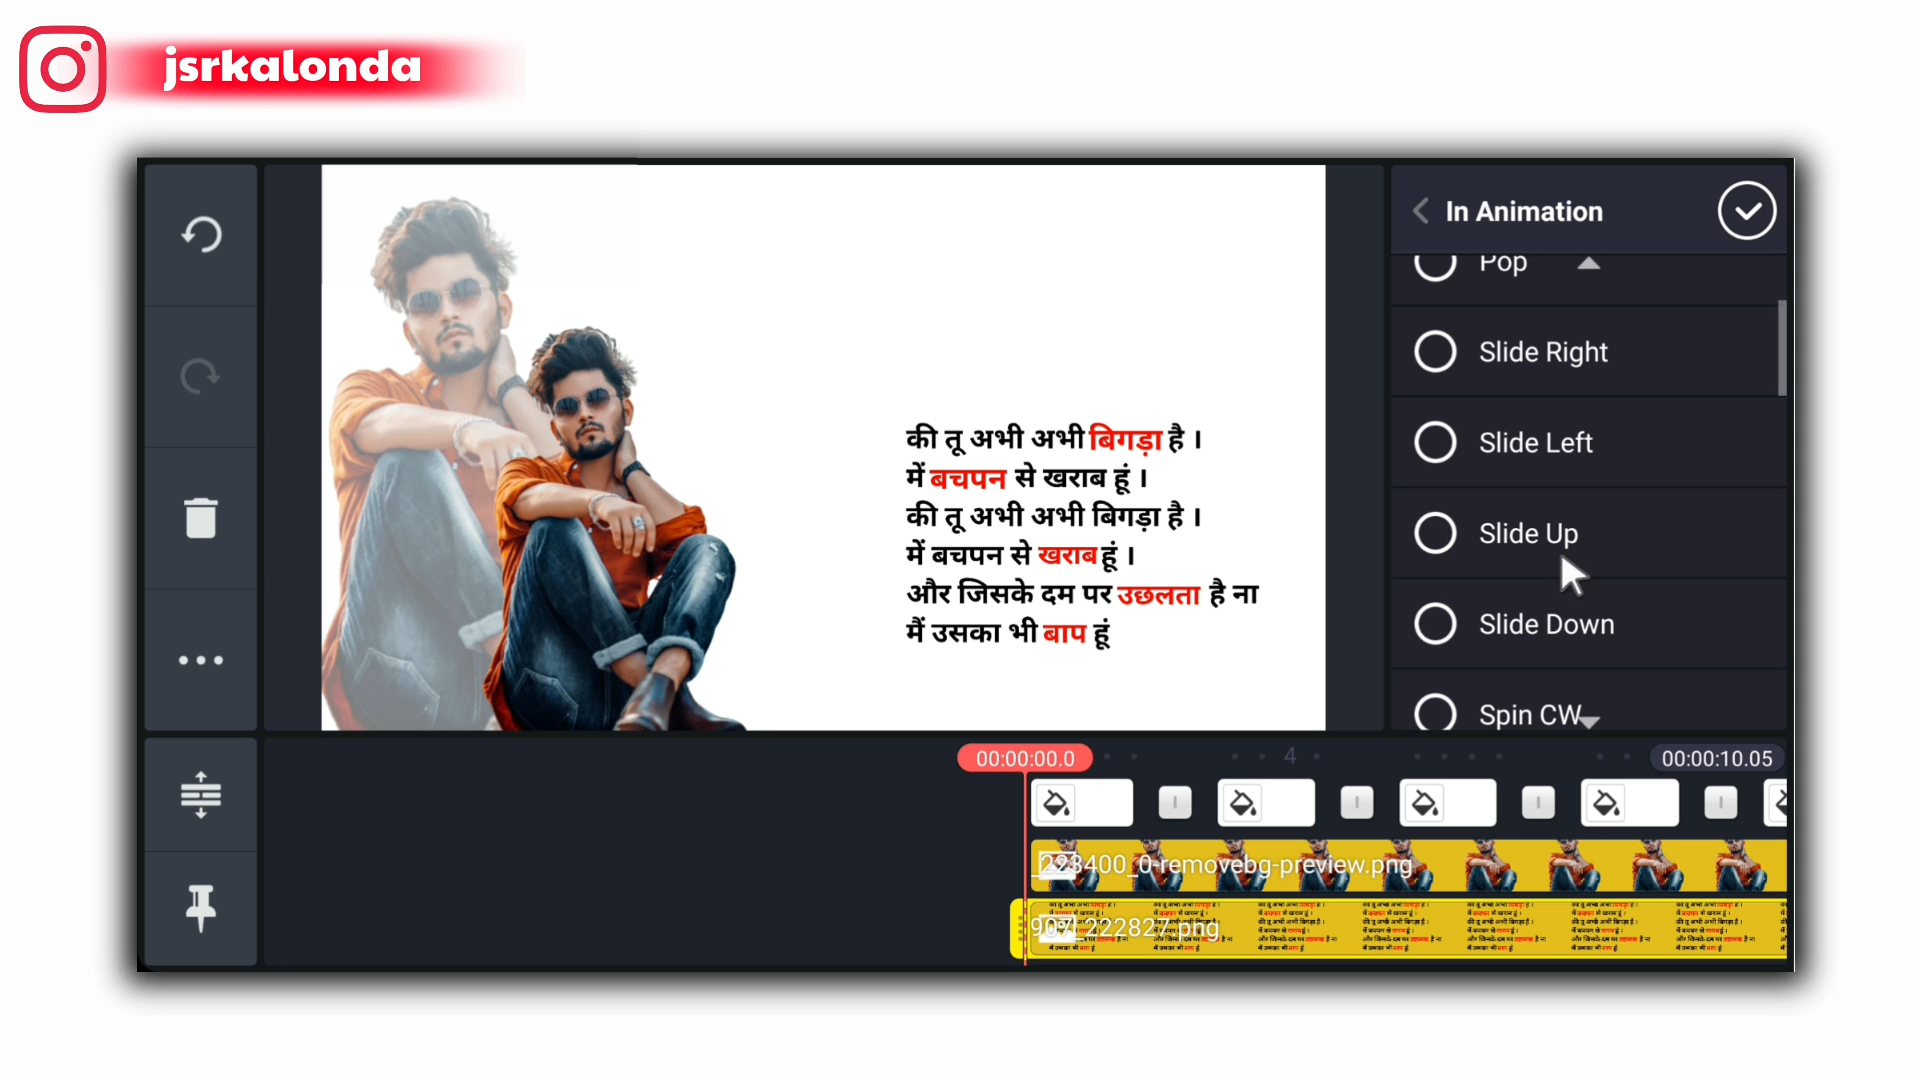 jsrkalonda
In Animation
Pop
Slide Right
Slide Left
Slide Up
Slide Down
Spin CW
की तू अभी अभी बिगड़ा है ।
में बचपन से खराब हूं ।
की तू अभी अभी बिगड़ा है ।
में बचपन से खराब हूं ।
और जिसके दम पर उछलता है ना
मैं उसका भी बाप हूं
00:00:00.0
4
00:00:10.05
_223400_0-removebg-preview.png
907_222827.png